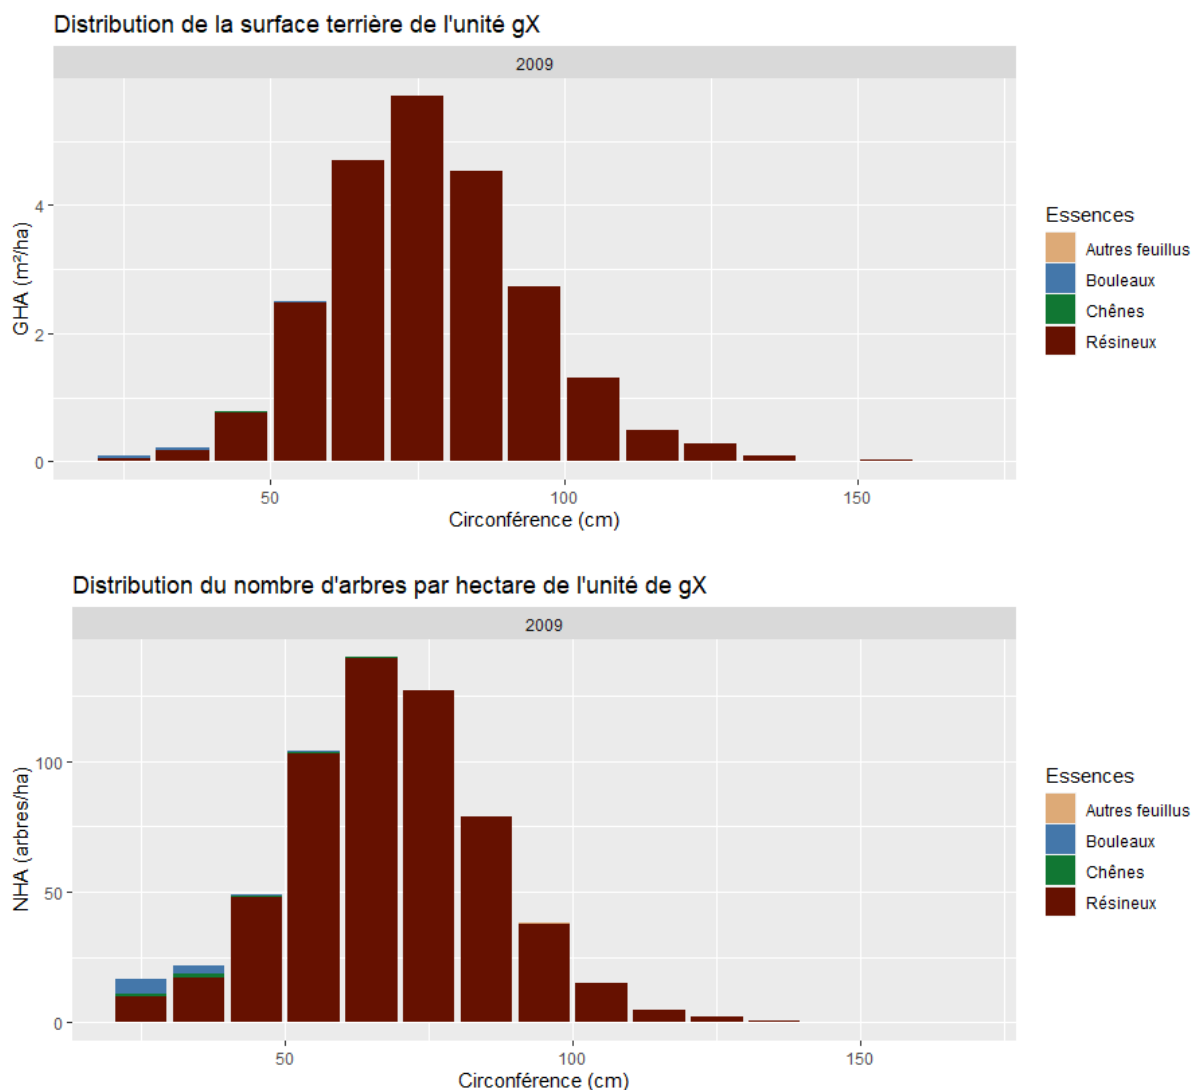 Distribution de la surface terrière de l'unité gX
2009
4
2
0
GHA (m²/ha)
50
100
150
Circonférence (cm)
Essences
Autres feuillus
Bouleaux
Chênes
Résineux
Distribution du nombre d'arbres par hectare de l'unité de gX
2009
100
50
0
NHA (arbres/ha)
50
100
150
Circonférence (cm)
Essences
Autres feuillus
Bouleaux
Chênes
Résineux